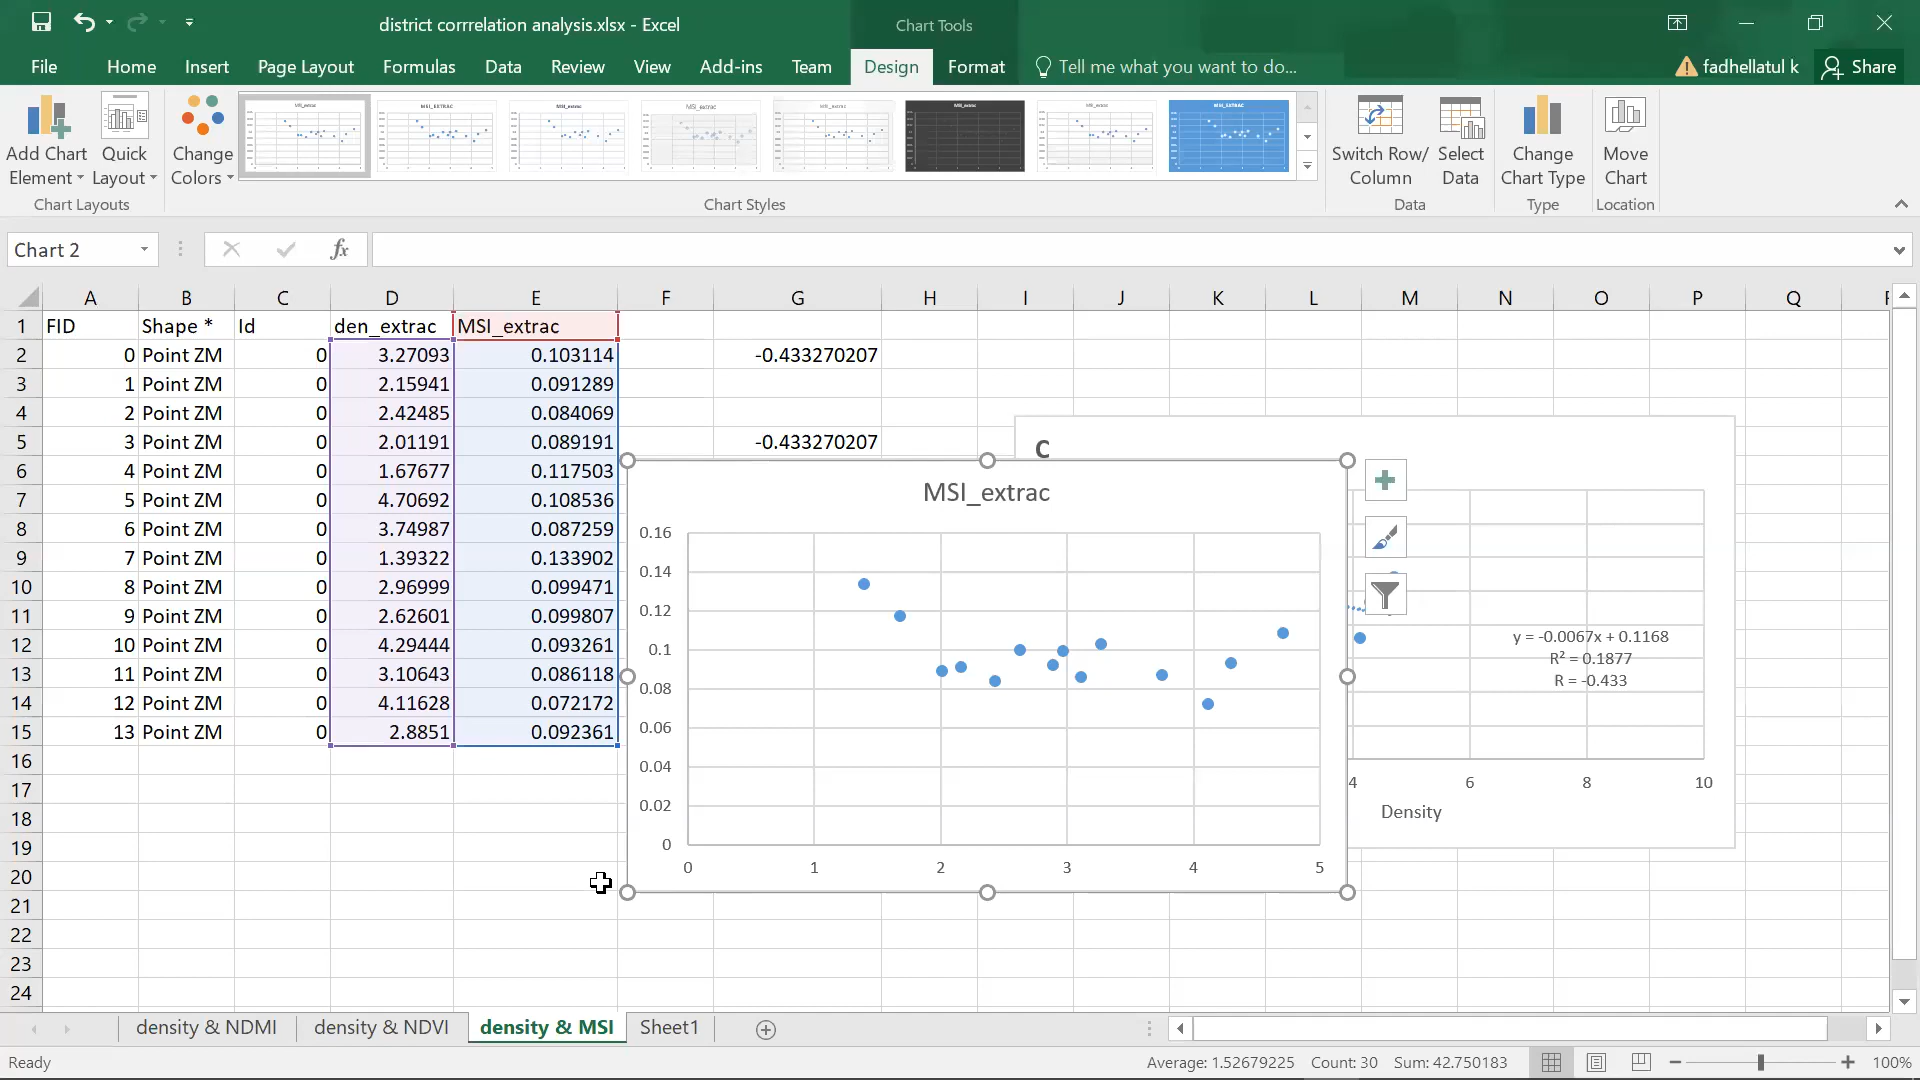 district corrrelation analysis.xlsx - Excel
Chart Tools
File Home Insert Page Layout Formulas Data Review View Add-ins Team Design Format Tell me what you want to do... fadhellatul k Share
Add Chart Element
Quick Layout
Change Colors
Switch Row/ Column
Select Data
Change Chart Type
Move Chart
Chart Layouts Chart Styles Data Type Location
Chart 2 fx
A B C D E F G H I J K L M N O P Q
1 FID Shape * Id den_extrac MSI_extrac
2 0 Point ZM 0 3.27093 0.103114 -0.433270207
3 1 Point ZM 0 2.15941 0.091289
4 2 Point ZM 0 2.42485 0.084069
5 3 Point ZM 0 2.01191 0.089191 -0.433270207
6 4 Point ZM 0 1.67677 0.117503
7 5 Point ZM 0 4.70692 0.108536
8 6 Point ZM 0 3.74987 0.087259
9 7 Point ZM 0 1.39322 0.133902
10 8 Point ZM 0 2.96999 0.099471
11 9 Point ZM 0 2.62601 0.099807
12 10 Point ZM 0 4.29444 0.093261
13 11 Point ZM 0 3.10643 0.086118
14 12 Point ZM 0 4.11628 0.072172
15 13 Point ZM 0 2.8851 0.092361
16
17
18
19
20
21
22
23
24
C
MSI_extrac
0.16
0.14
0.12
0.1
0.08
0.06
0.04
0.02
0
0 1 2 3 4 5
y = -0.0067x + 0.1168
R² = 0.1877
R = -0.433
4 6 8 10
Density
density & NDMI density & NDVI density & MSI Sheet1
Ready Average: 1.52679225 Count: 30 Sum: 42.750183 100%